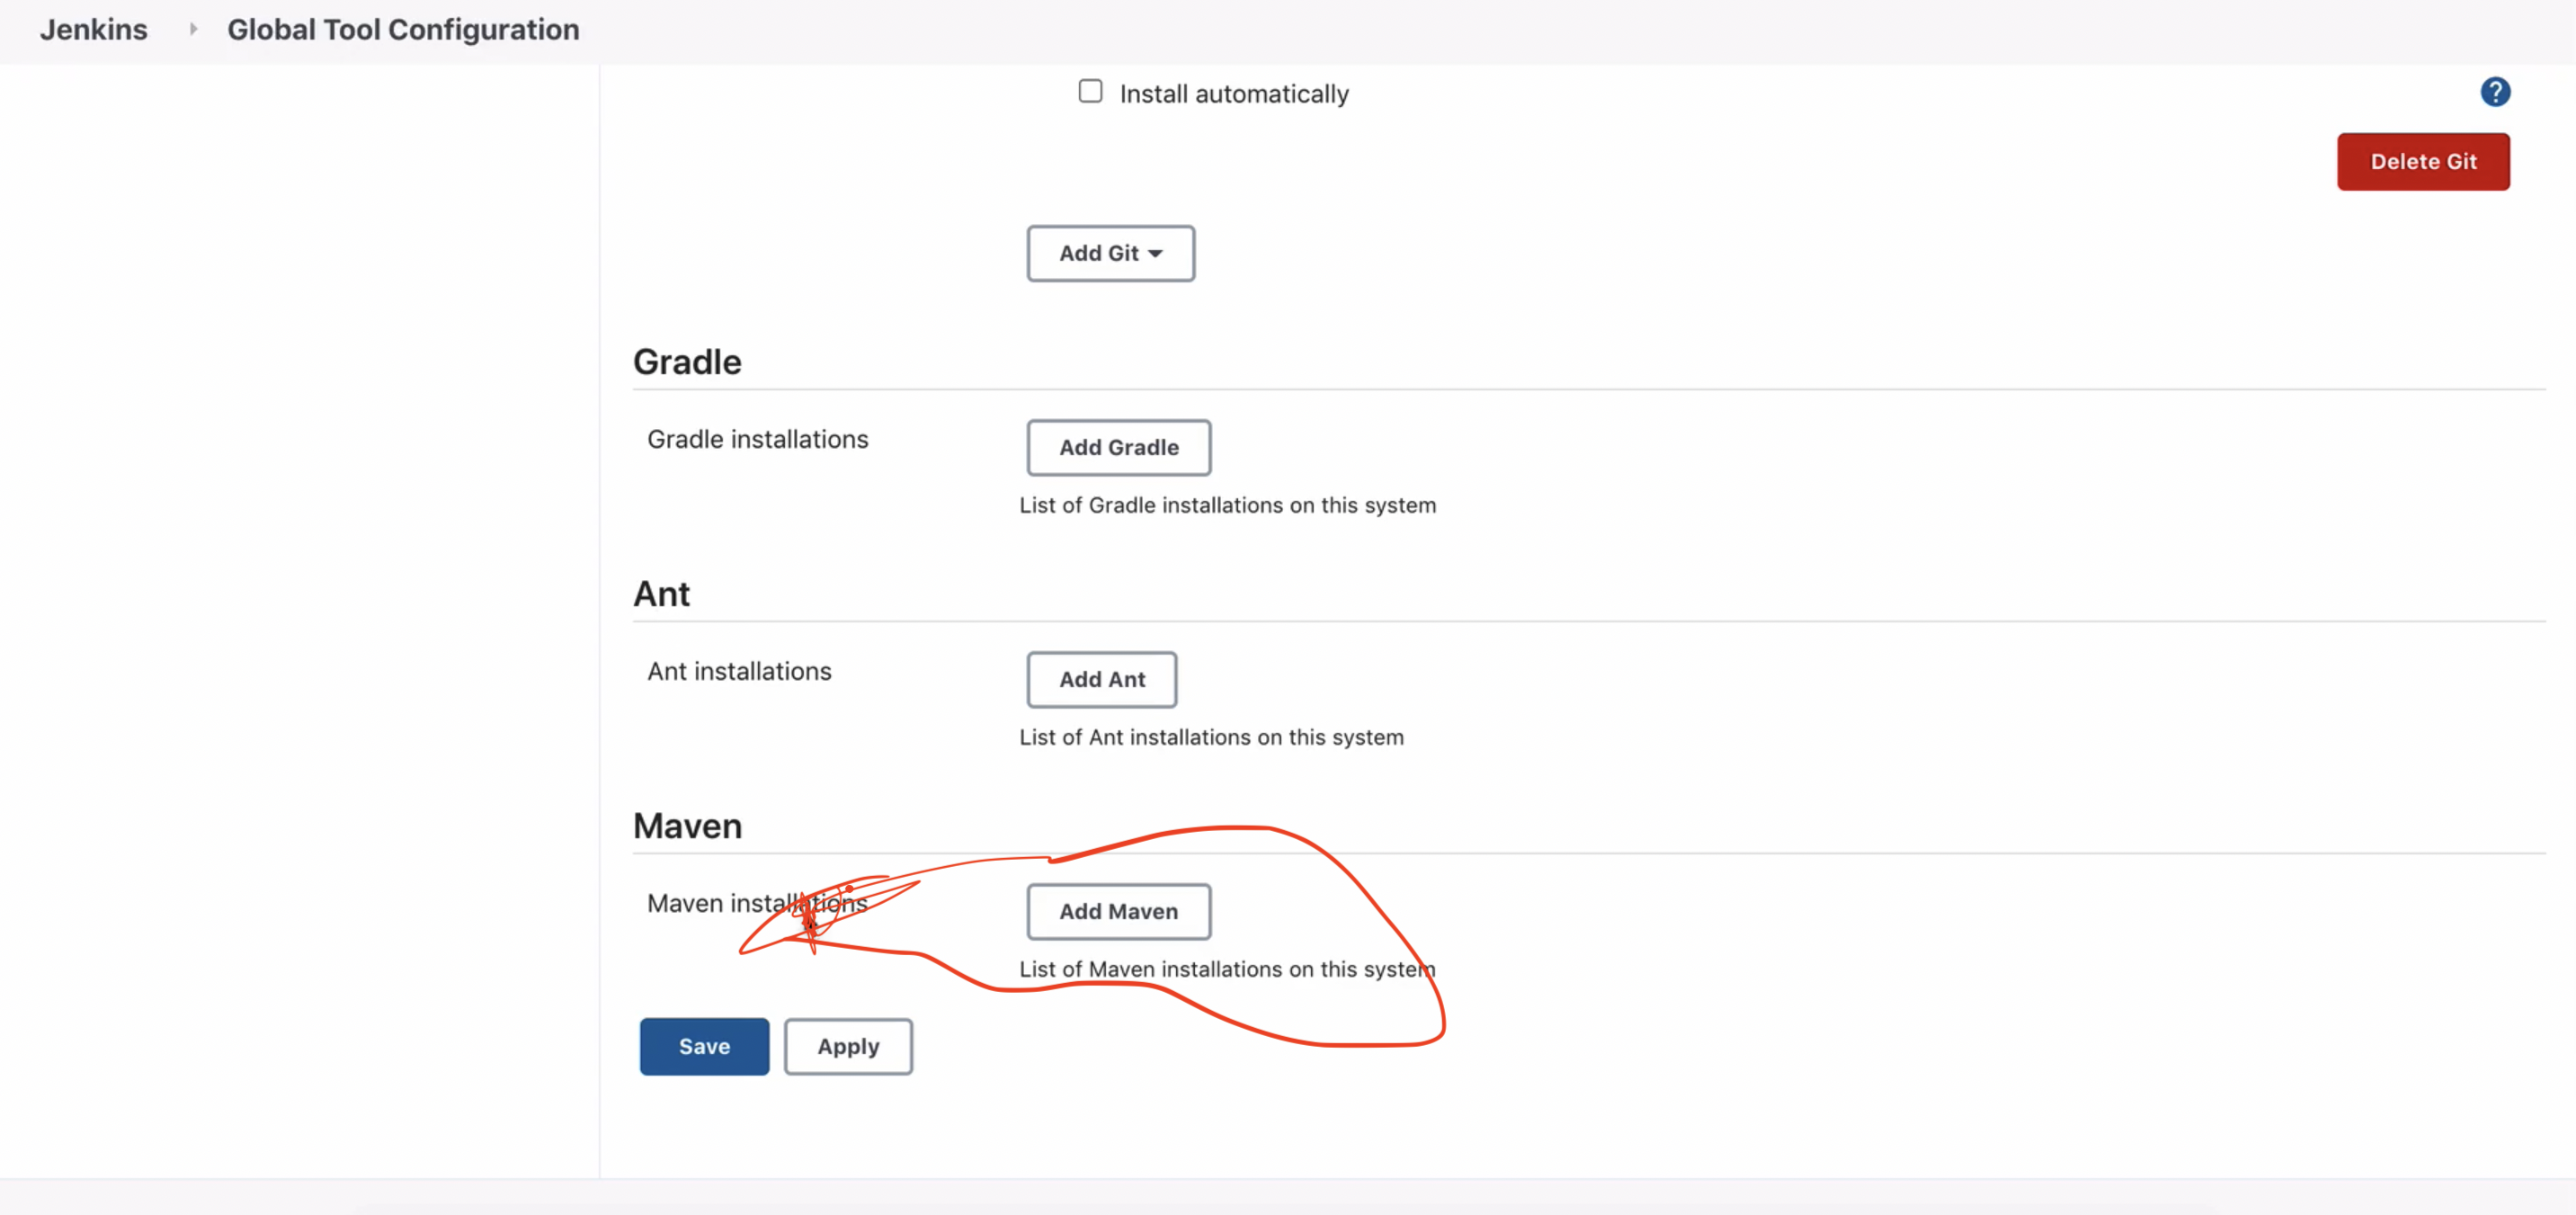 Jenkins Global Tool Configuration
Install automatically
?
Delete Git
Add Git
Gradle
Gradle installations
Add Gradle
List of Gradle installations on this system
Ant
Ant installations
Add Ant
List of Ant installations on this system
Maven
Maven installations
Add Maven
List of Maven installations on this system
Save Apply